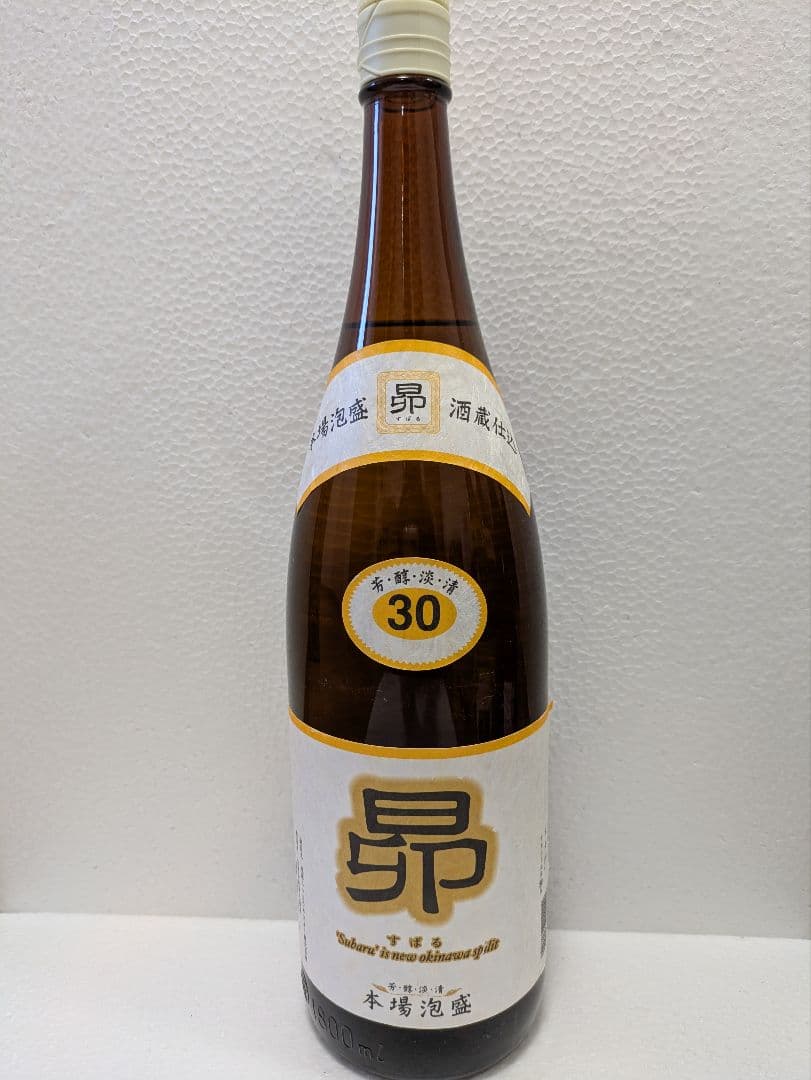 本場泡盛
昴
すばる
酒蔵仕込
芳・醇・淡・清
30
昴
すばる
"Subaru" is new okinawa spilit
芳・醇・淡・清
本場泡盛
1800ml